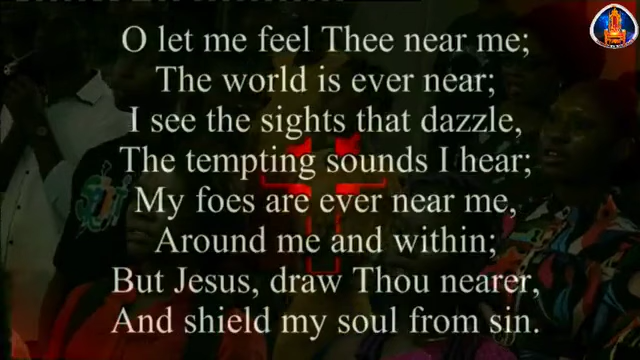 O let me feel Thee near me;
The world is ever near;
I see the sights that dazzle,
The tempting sounds I hear;
My foes are ever near me,
Around me and within;
But Jesus, draw Thou nearer,
And shield my soul from sin.